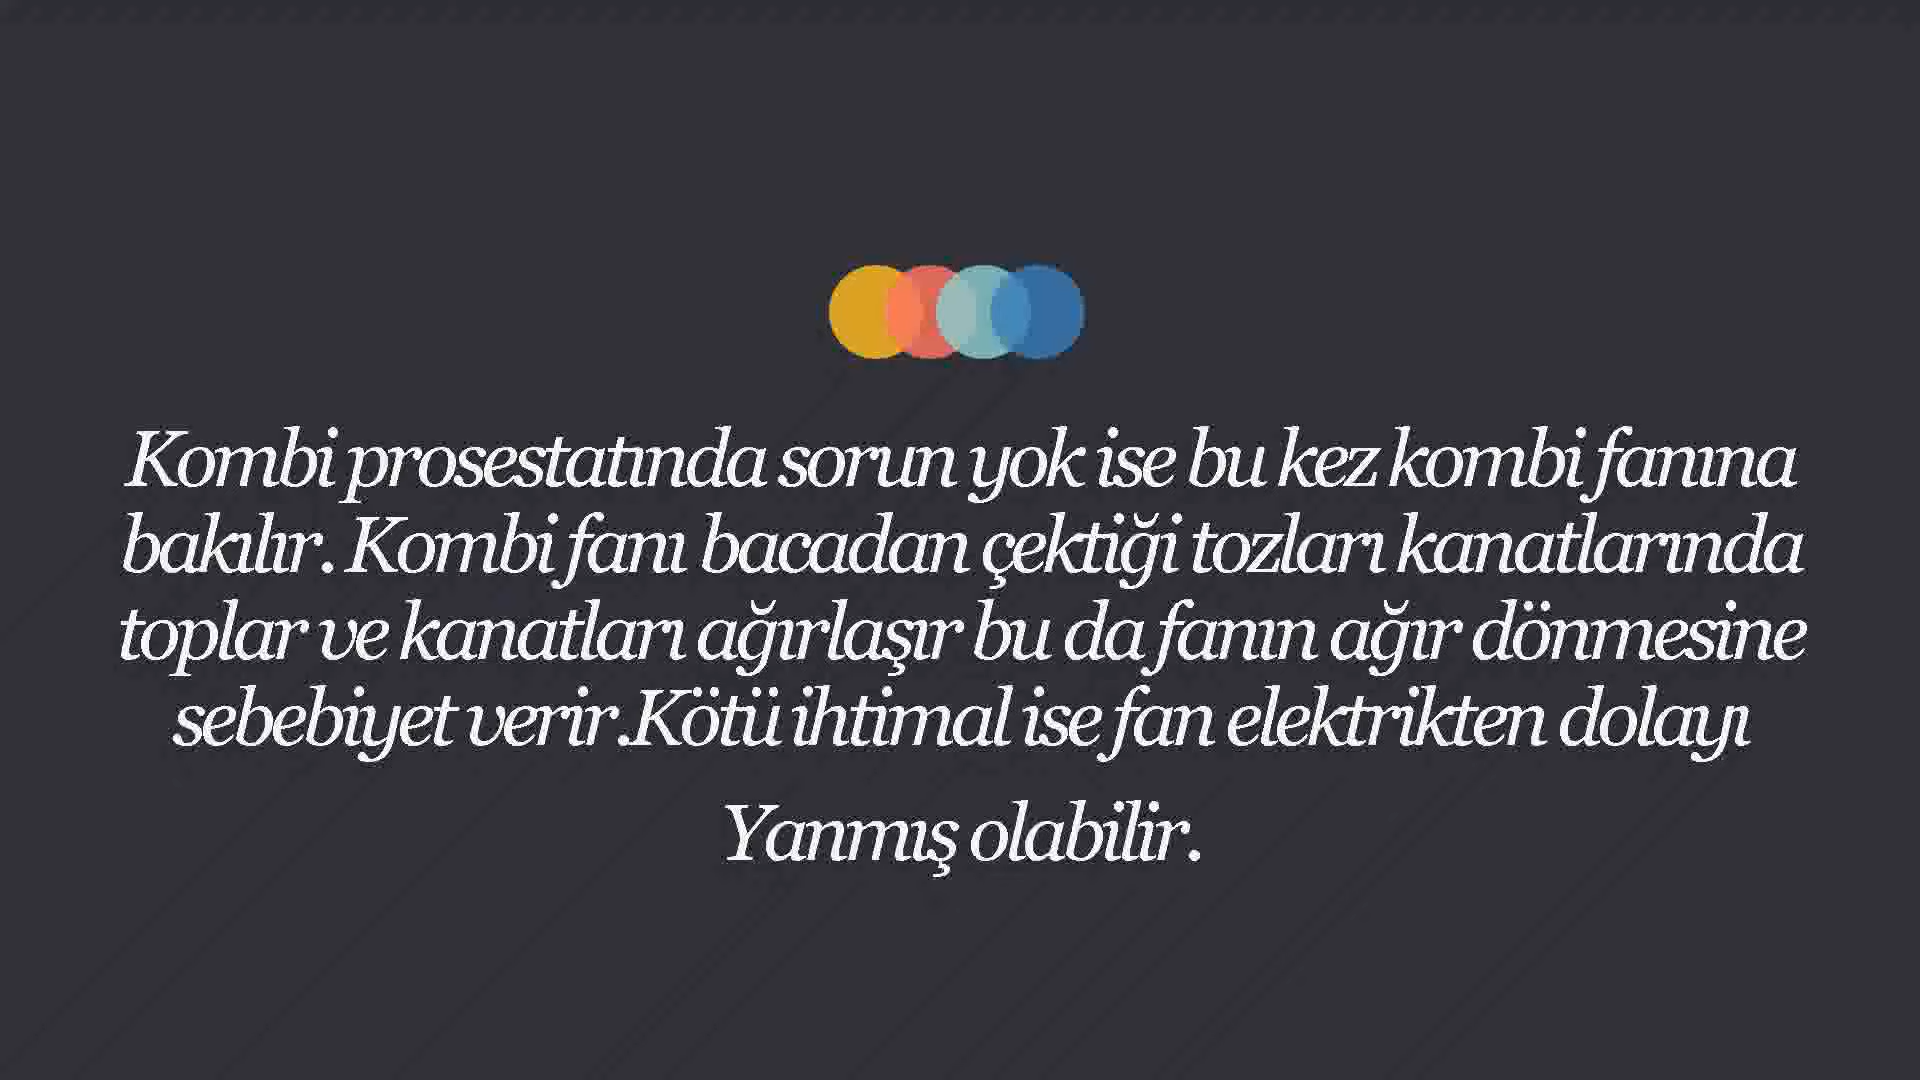 Kombi prosestatında sorun yok ise bu kez kombi fanına
bakılır. Kombi fanı bacadan çektiği tozları kanatlarında
toplar ve kanatları ağırlaşır bu da fanın ağır dönmesine
sebebiyet verir.Kötü ihtimal ise fan elektrikten dolayı
Yanmış olabilir.